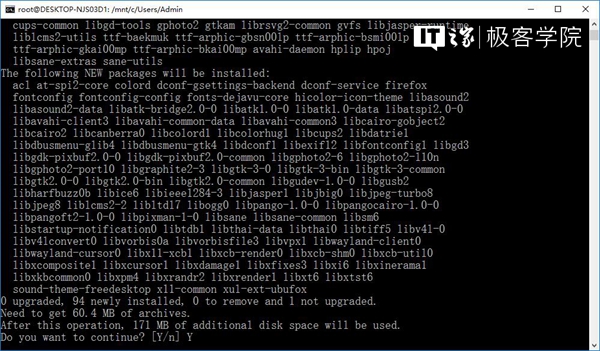 root@DESKTOP-NJS03D1: /mnt/c/Users/Admin
cups-common libgd-tools gphoto2 gtkam librsvg2-common gvfs libjasper-runtime
liblcms2-utils ttf-baekmuk ttf-arphic-gbsn00lp ttf-arphic-bsmi00lp
ttf-arphic-gkai00mp ttf-arphic-bkai00mp avahi-daemon hplip hpoj
libsane-extras sane-utils
The following NEW packages will be installed:
acl at-spi2-core colord dconf-gsettings-backend dconf-service firefox
fontconfig fontconfig-config fonts-dejavu-core hicolor-icon-theme libasound2
libasound2-data libatk-bridge2.0-0 libatk1.0-0 libatk1.0-data libatspi2.0-0
libavahi-client3 libavahi-common-data libavahi-common3 libcairo-gobject2
libcairo2 libcanberra0 libcolord1 libcolorhug1 libcups2 libdatrie1
libdbusmenu-glib4 libdbusmenu-gtk4 libdconf1 libexif12 libfontconfig1 libgd3
libgdk-pixbuf2.0-0 libgdk-pixbuf2.0-common libgphoto2-6 libgphoto2-l10n
libgphoto2-port10 libgraphite2-3 libgtk-3-0 libgtk-3-bin libgtk-3-common
libgtk2.0-0 libgtk2.0-bin libgtk2.0-common libgudev-1.0-0 libgusb2
libharfbuzz0b libice6 libieee1284-3 libjasper1 libjbig0 libjpeg-turbo8
libjpeg8 liblcms2-2 libltdl7 libogg0 libpango-1.0-0 libpangocairo-1.0-0
libpangoft2-1.0-0 libpixman-1-0 libsane libsane-common libsm6
libstartup-notification0 libtdb1 libthai-data libthai0 libtiff5 libv4l-0
libv4lconvert0 libvorbis0a libvorbisfile3 libvpx1 libwayland-client0
libwayland-cursor0 libx11-xcb1 libxcb-render0 libxcb-shm0 libxcb-util0
libxcomposite1 libxcursor1 libxdamage1 libxfixes3 libxi6 libxinerama1
libxkbcommon0 libxpm4 libxrandr2 libxrender1 libxt6 libxtst6
sound-theme-freedesktop x11-common xul-ext-ubufox
0 upgraded, 94 newly installed, 0 to remove and 1 not upgraded.
Need to get 60.4 MB of archives.
After this operation, 171 MB of additional disk space will be used.
Do you want to continue? [Y/n] Y
IT 极客学院